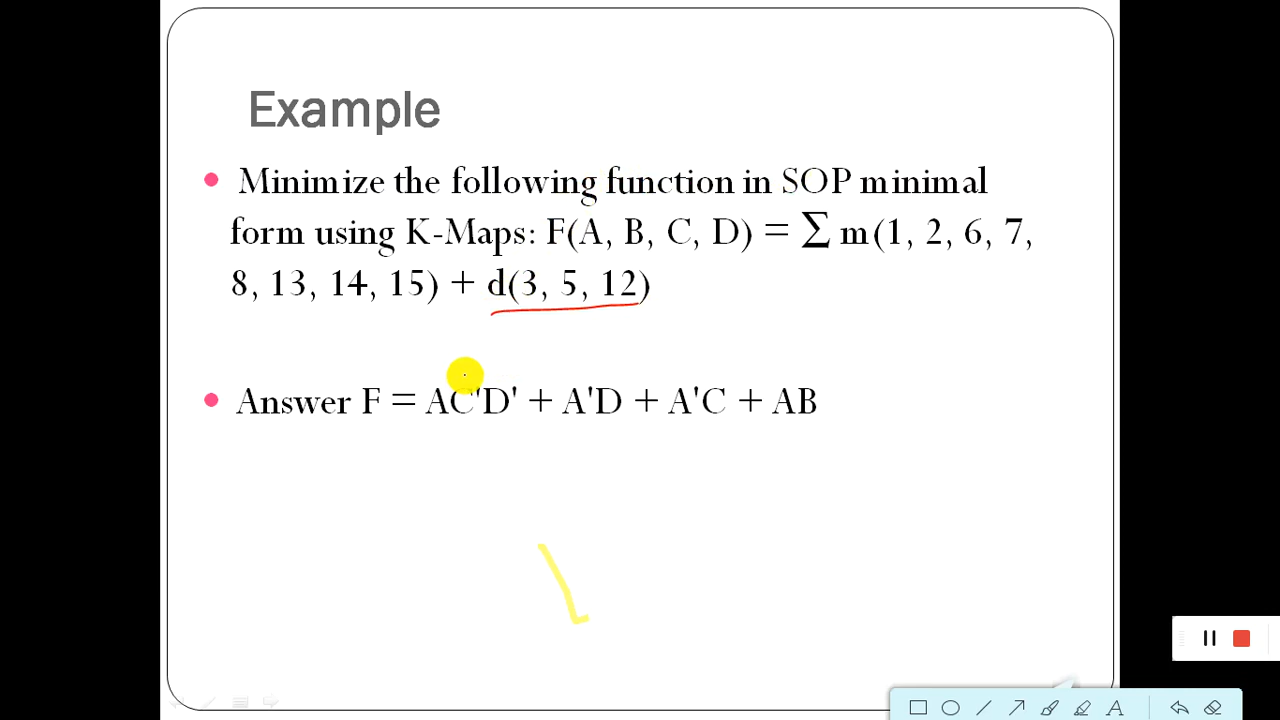 Example
Minimize the following function in SOP minimal
form using K-Maps: F(A, B, C, D) = ∑ m(1, 2, 6, 7,
8, 13, 14, 15) + d(3, 5, 12)
Answer F = AC'D' + A'D + A'C + AB
A